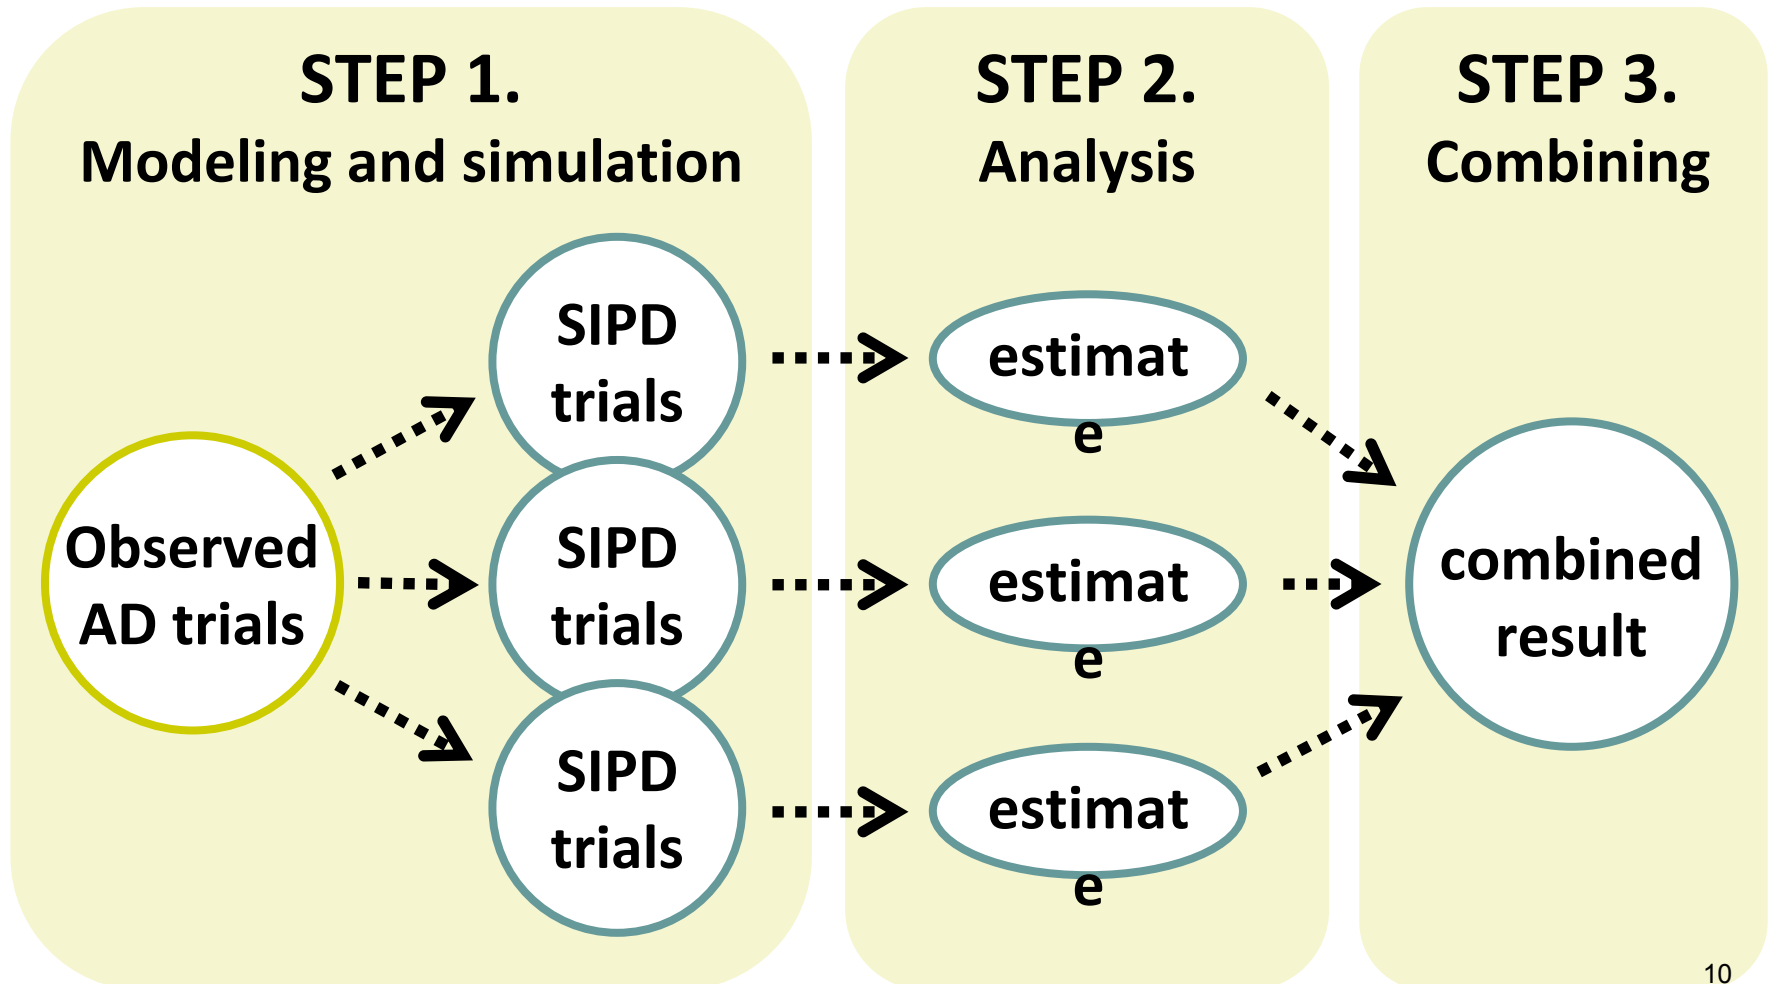 STEP 1.
Modeling and simulation
STEP 2.
Analysis
STEP 3.
Combining
Observed
AD trials
SIPD
trials
SIPD
trials
SIPD
trials
estimat
e
estimat
e
estimat
e
combined
result
10